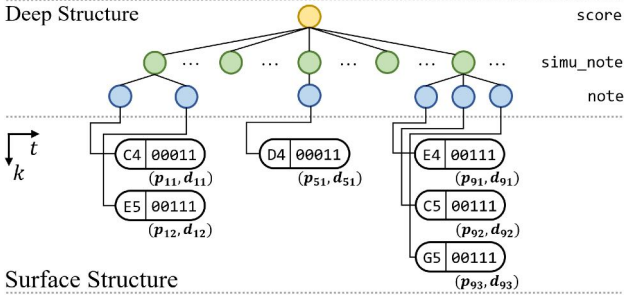 Deep Structure
score
... ... ... ... ... simu_note
note
t
k
C4 00011
D4 00011
E4 00111
(p11, d11)
(p51, d51)
(p91, d91)
E5 00111
C5 00111
(p12, d12)
(p92, d92)
G5 00111
(p93, d93)
Surface Structure